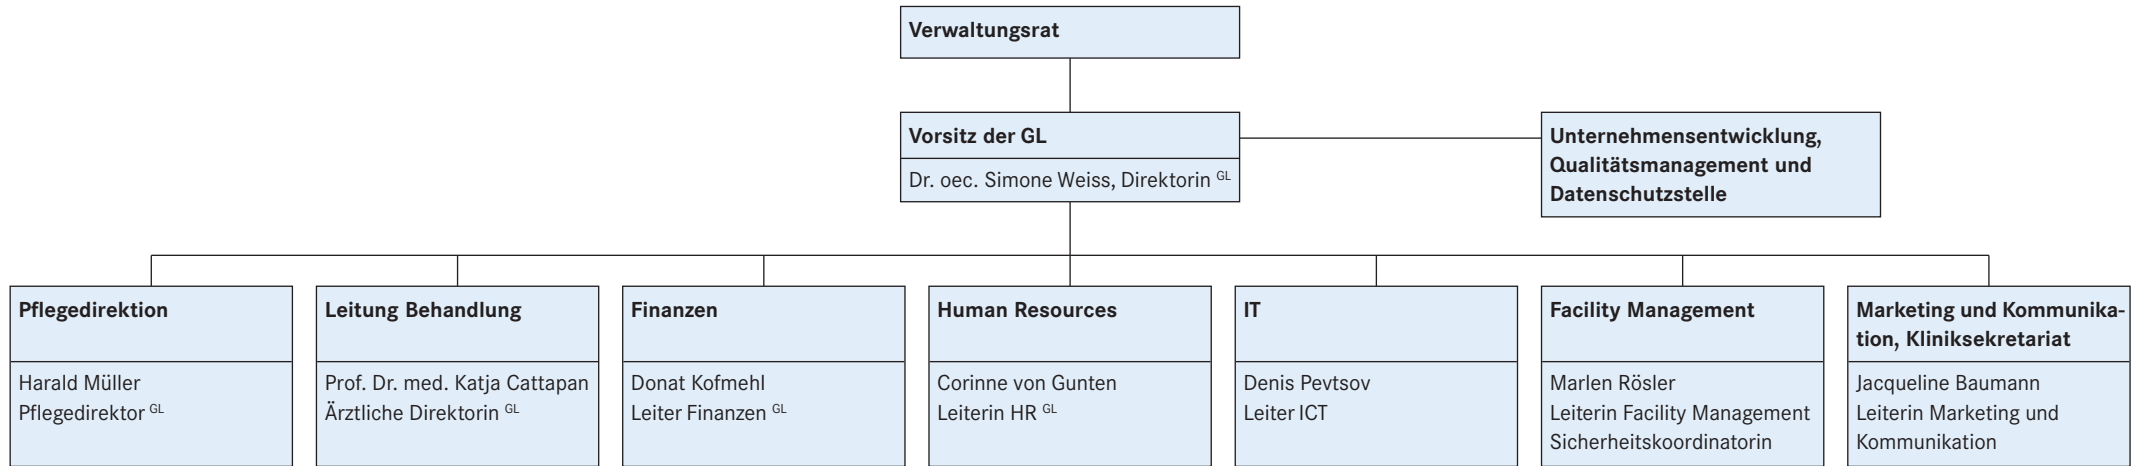 Verwaltungsrat
Vorsitz der GL
Dr. oec. Simone Weiss, Direktorin GL
Unternehmensentwicklung,
Qualitätsmanagement und
Datenschutzstelle
Pflegedirektion
Harald Müller
Pflegedirektor GL
Leitung Behandlung
Prof. Dr. med. Katja Cattapan
Ärztliche Direktorin GL
Finanzen
Donat Kofmehl
Leiter Finanzen GL
Human Resources
Corinne von Gunten
Leiterin HR GL
IT
Denis Pevtsov
Leiter ICT
Facility Management
Marlen Rösler
Leiterin Facility Management
Sicherheitskoordinatorin
Marketing und Kommunika-
tion, Kliniksekretariat
Jacqueline Baumann
Leiterin Marketing und
Kommunikation